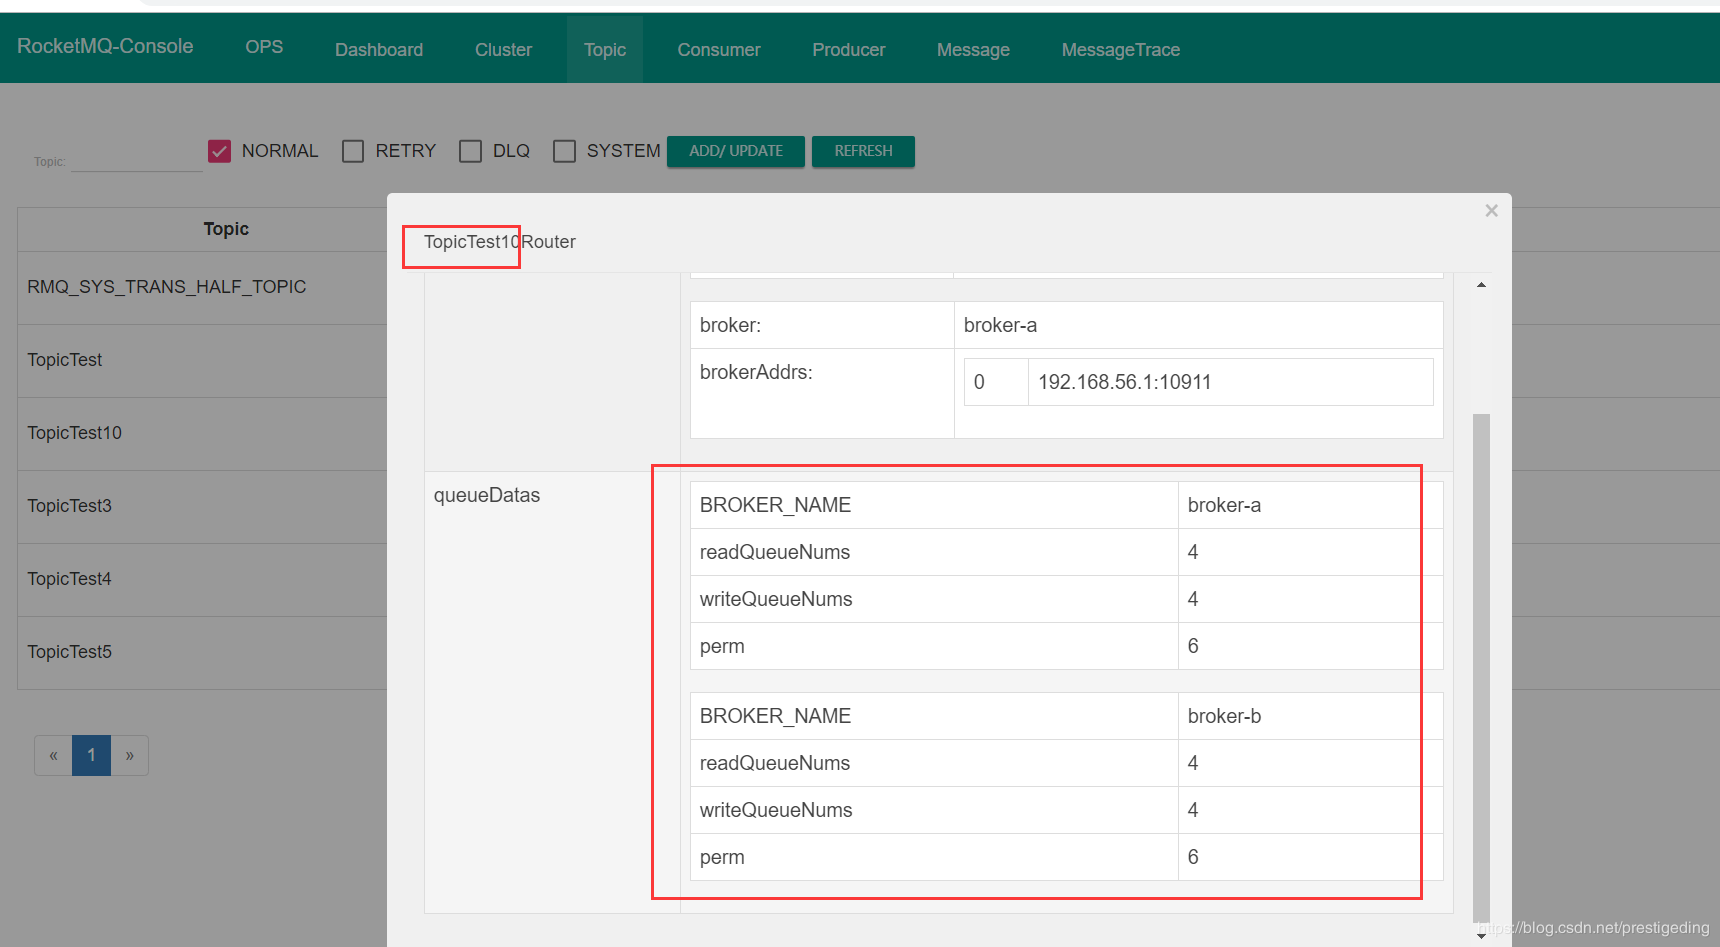 RocketMQ-Console OPS Dashboard Cluster Topic Consumer Producer Message MessageTrace
Topic: NORMAL RETRY DLQ SYSTEM ADD/ UPDATE REFRESH
Topic
RMQ_SYS_TRANS_HALF_TOPIC
TopicTest
TopicTest10
TopicTest3
TopicTest4
TopicTest5
« 1 »
×
TopicTest10Router
broker: broker-a
brokerAddrs: 0 192.168.56.1:10911
queueDatas
BROKER_NAME broker-a
readQueueNums 4
writeQueueNums 4
perm 6
BROKER_NAME broker-b
readQueueNums 4
writeQueueNums 4
perm 6
https://blog.csdn.net/prestigeding